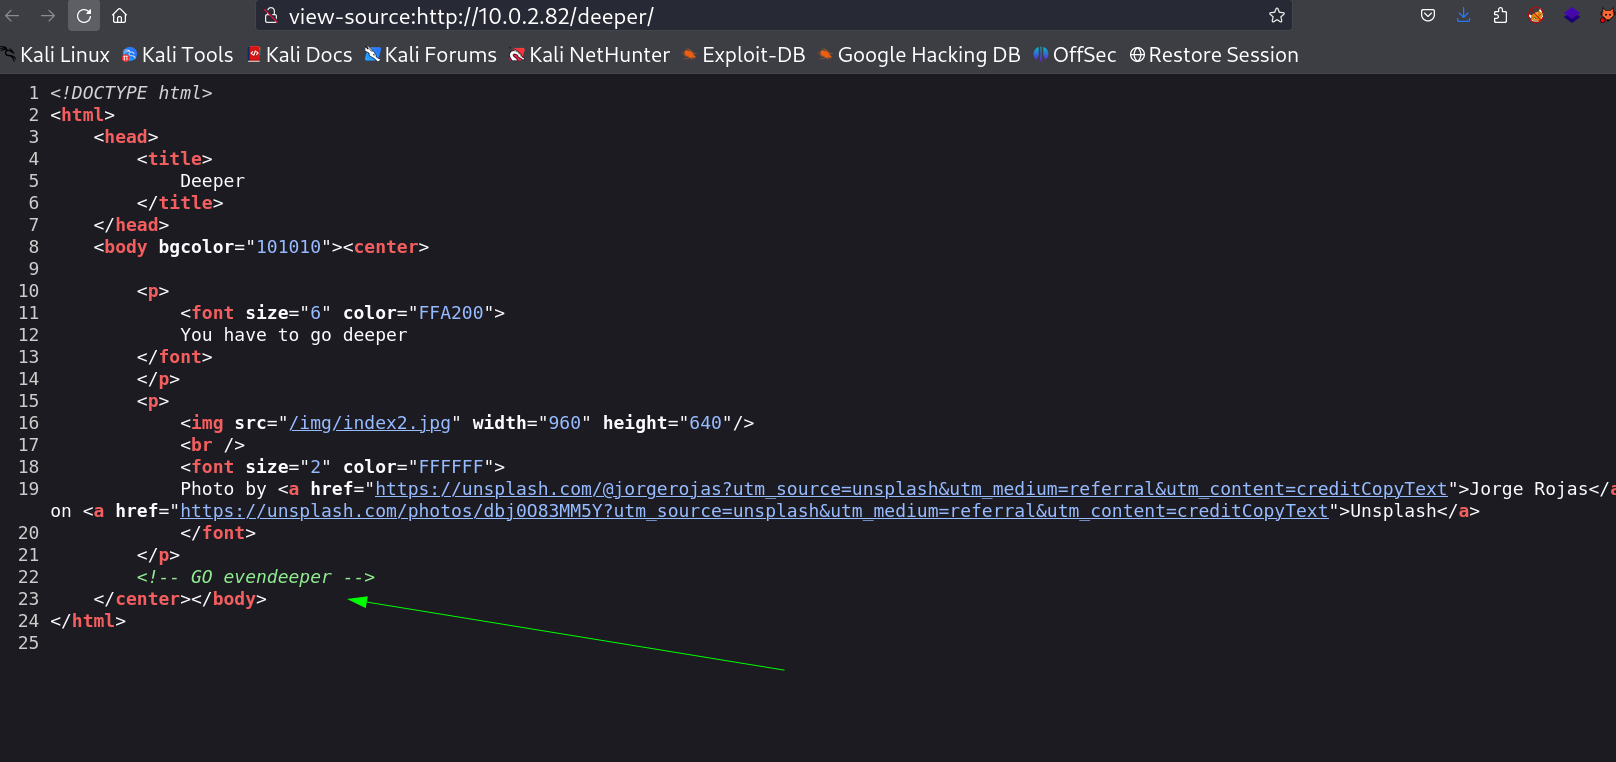 view-source:http://10.0.2.82/deeper/
Kali Linux Kali Tools Kali Docs Kali Forums Kali NetHunter Exploit-DB Google Hacking DB OffSec Restore Session
1 <!DOCTYPE html>
2 <html>
3 <head>
4 <title>
5 Deeper
6 </title>
7 </head>
8 <body bgcolor="101010"><center>
9
10 <p>
11 <font size="6" color="FFA200">
12 You have to go deeper
13 </font>
14 </p>
15 <p>
16 <img src="/img/index2.jpg" width="960" height="640"/>
17 <br />
18 <font size="2" color="FFFFFF">
19 Photo by <a href="https://unsplash.com/@jorgerojas?utm_source=unsplash&utm_medium=referral&utm_content=creditCopyText">Jorge Rojas</a
on <a href="https://unsplash.com/photos/dbj0O83MM5Y?utm_source=unsplash&utm_medium=referral&utm_content=creditCopyText">Unsplash</a>
20 </font>
21 </p>
22 <!-- GO evendeeper -->
23 </center></body>
24 </html>
25